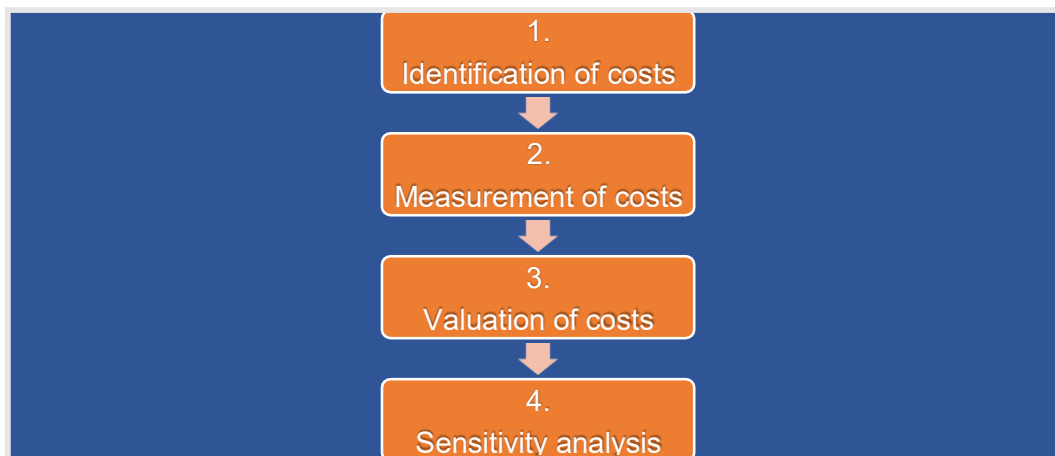 1.
Identification of costs
2.
Measurement of costs
3.
Valuation of costs
4.
Sensitivity analysis